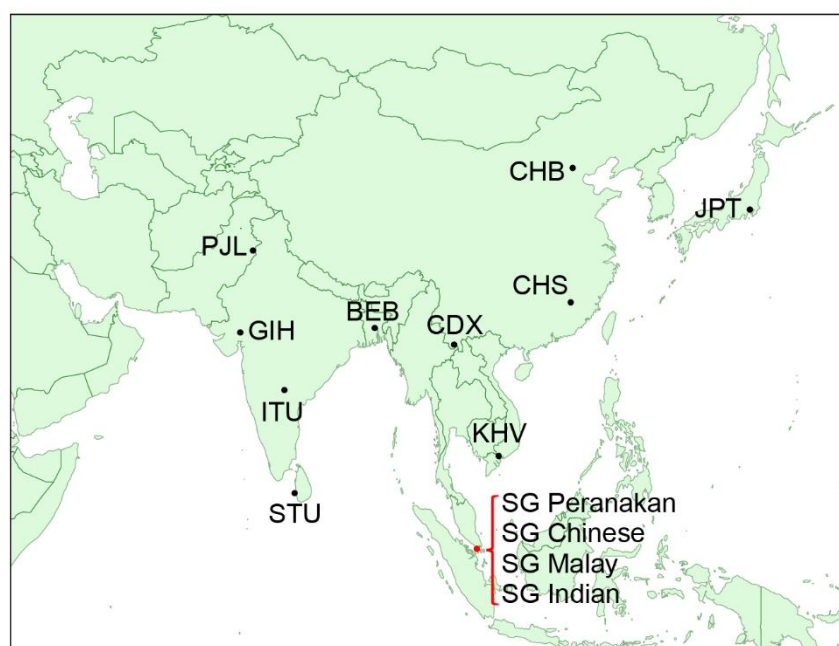 CHB
JPT
PJL
CHS
BEB
CDX
GIH
ITU
KHV
STU
SG Peranakan
SG Chinese
SG Malay
SG Indian